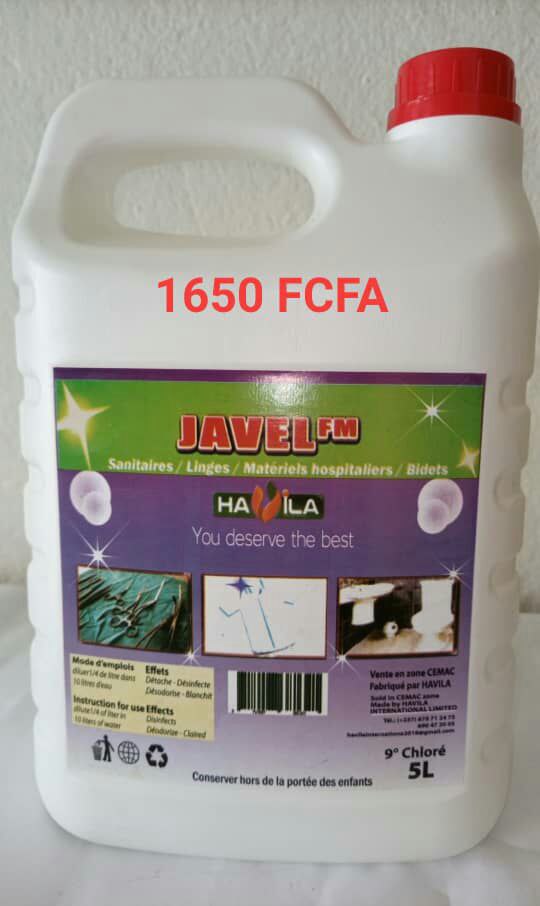 1650 FCFA
JAVEL FM
Sanitaires / Linges / Matériels hospitaliers / Bidets
HAVILA
You deserve the best
Mode d'emplois
diluer1/4 de litre dans
10 litres d'eau
Effets
Détache - Désinfecte
Désodorise - Blanchit
Instruction for use
dilute1/4 of liter in
10 liters of water
Effects
Disinfects
Déodorize - Claired
Vente en zone CEMAC
Fabriqué par HAVILA
Sold in CEMAC zone
Made by HAVILA
INTERNATIONAL LIMITED
9° Chloré
5L
Conserver hors de la portée des enfants